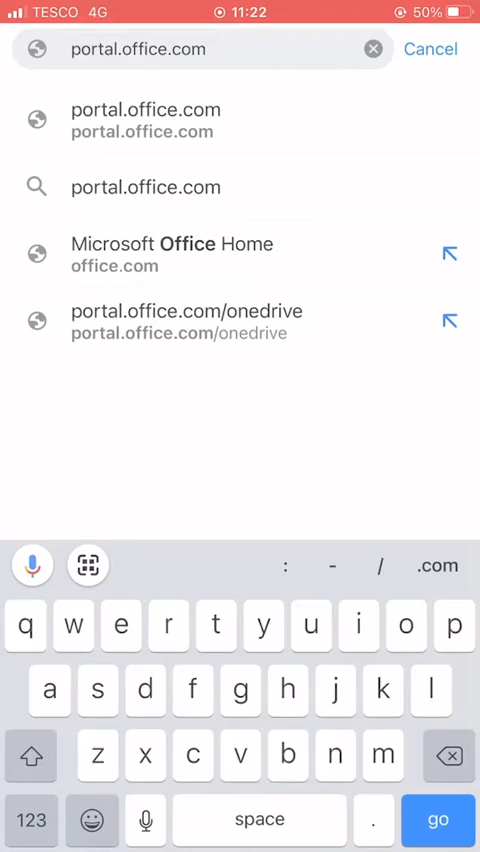 TESCO 4G 11:22 50%
portal.office.com Cancel
portal.office.com
portal.office.com
portal.office.com
Microsoft Office Home
office.com
portal.office.com/onedrive
portal.office.com/onedrive
: - / .com
q w e r t y u i o p
a s d f g h j k l
z x c v b n m
123 space . go